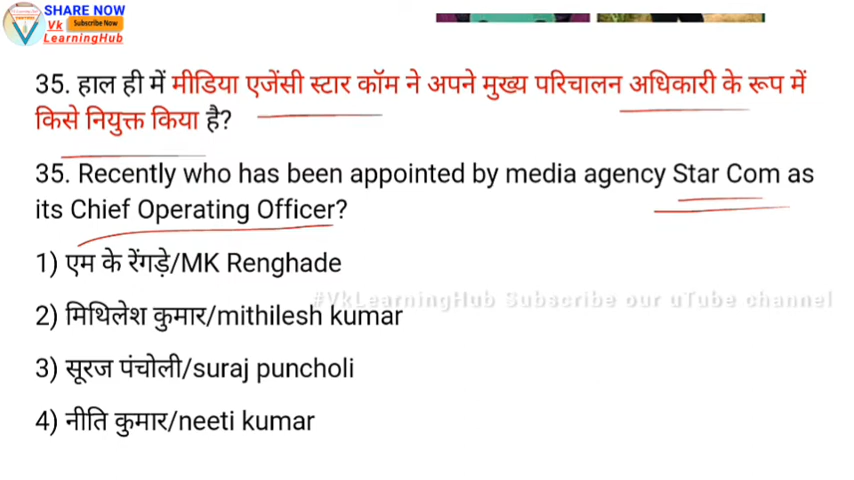 SHARE NOW
Vk Subscribe Now
LearningHub
35. हाल ही में मीडिया एजेंसी स्टार कॉम ने अपने मुख्य परिचालन अधिकारी के रूप में
किसे नियुक्त किया है?
35. Recently who has been appointed by media agency Star Com as
its Chief Operating Officer?
1) एम के रेंगड़े/MK Renghade
#VkLearningHub Subscribe our uTube channel
2) मिथिलेश कुमार/mithilesh kumar
3) सूरज पंचोली/suraj puncholi
4) नीति कुमार/neeti kumar